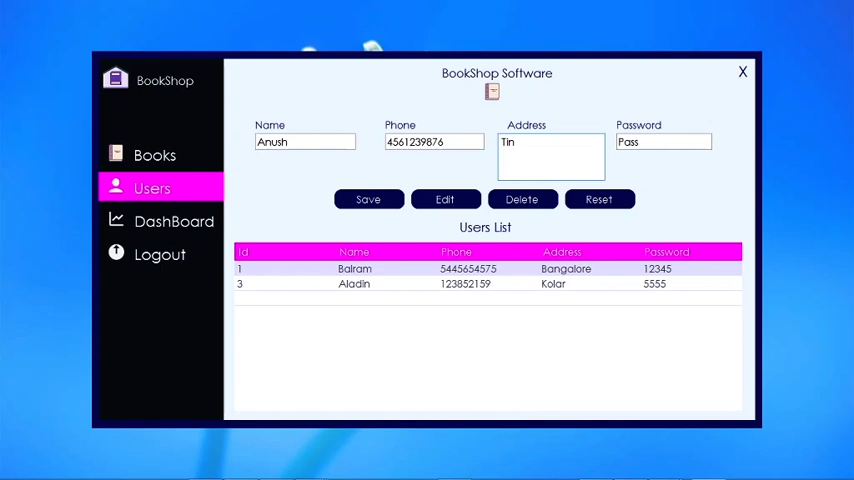 BookShop
BookShop Software
X
Name Phone Address Password
Anush 4561239876 Tin Pass
Books
Users
DashBoard
Logout
Save Edit Delete Reset
Users List
Id Name Phone Address Password
1 Balram 5445654575 Bangalore 12345
3 Aladin 123852159 Kolar 5555